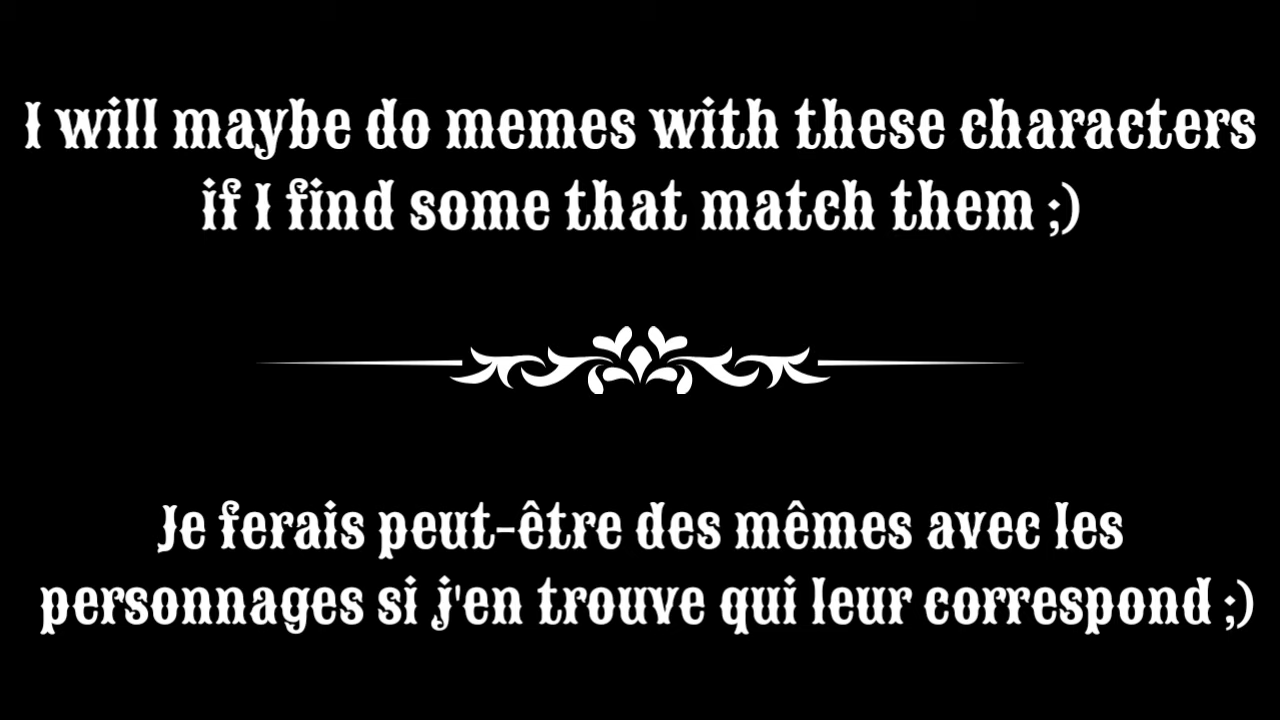 I will maybe do memes with these characters
if I find some that match them ;)
Je ferais peut-être des mêmes avec les
personnages si j'en trouve qui leur correspond ;)